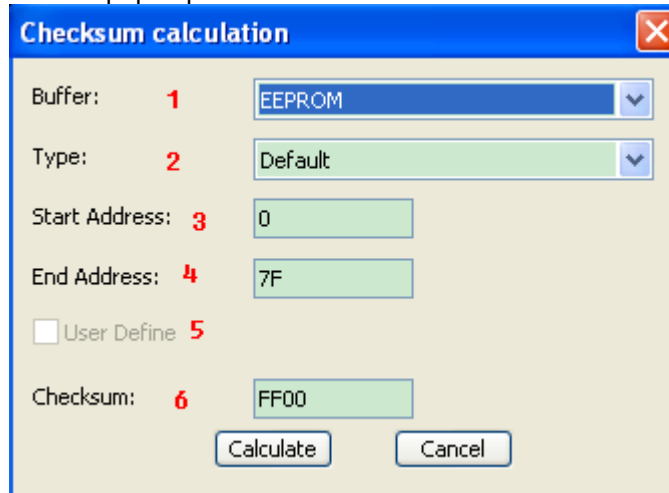 Checksum calculation
Buffer: 1 EEPROM
Type: 2 Default
Start Address: 3 0
End Address: 4 7F
User Define 5
Checksum: 6 FF00
Calculate Cancel